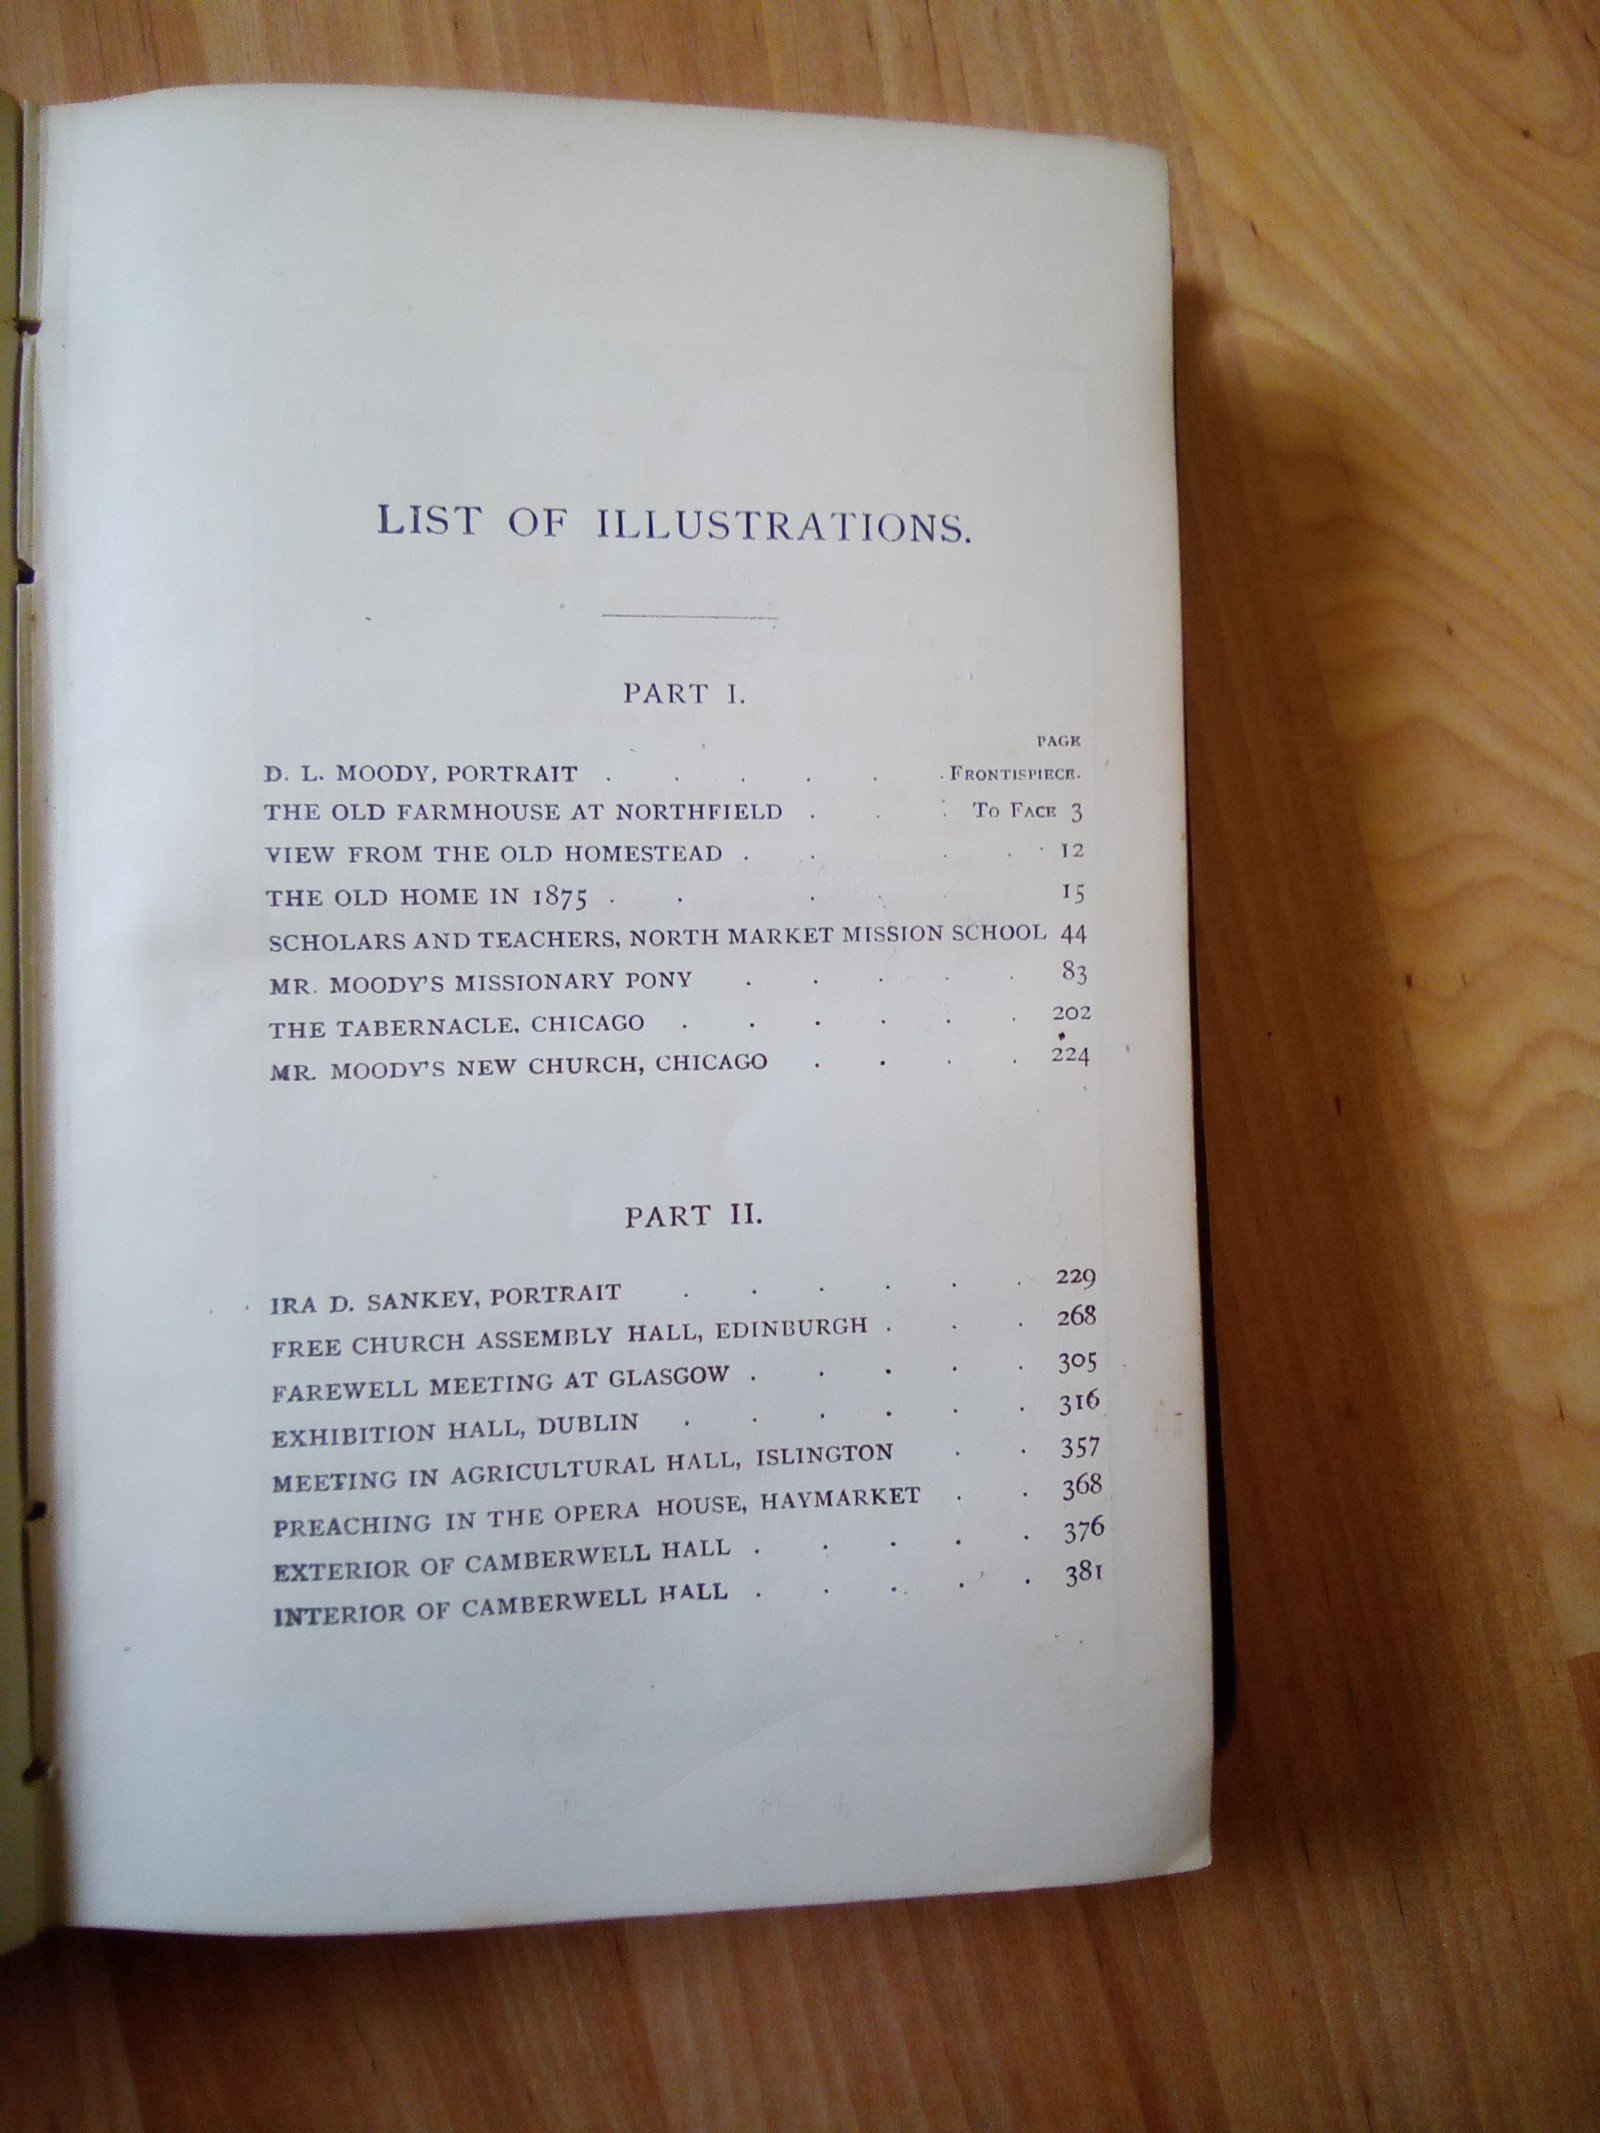 LIST OF ILLUSTRATIONS.
PART I.
PAGE
D. L. MOODY, PORTRAIT . . . . . . FRONTISPIECE.
THE OLD FARMHOUSE AT NORTHFIELD . . . TO FACE 3
VIEW FROM THE OLD HOMESTEAD . . . . . 12
THE OLD HOME IN 1875 . . . . 15
SCHOLARS AND TEACHERS, NORTH MARKET MISSION SCHOOL 44
MR. MOODY'S MISSIONARY PONY . . . . . 83
THE TABERNACLE, CHICAGO . . . . . . 202
MR. MOODY'S NEW CHURCH, CHICAGO . . . . 224
PART II.
IRA D. SANKEY, PORTRAIT . . . . . . 229
FREE CHURCH ASSEMBLY HALL, EDINBURGH . . . 268
FAREWELL MEETING AT GLASGOW . . . . . 305
EXHIBITION HALL, DUBLIN . . . . . . 316
MEETING IN AGRICULTURAL HALL, ISLINGTON . . 357
PREACHING IN THE OPERA HOUSE, HAYMARKET . . 368
EXTERIOR OF CAMBERWELL HALL . . . . . 376
INTERIOR OF CAMBERWELL HALL . . . . . 381